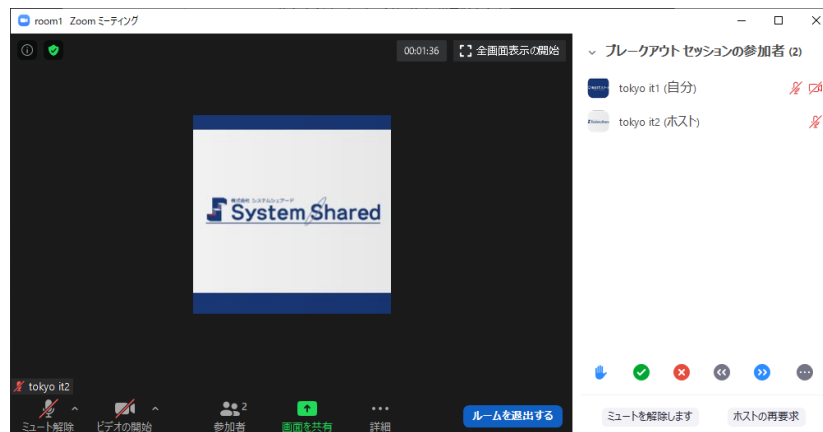 room1 Zoom ミーティング
00:01:36
全画面表示の開始
株式会社 システムシェアード
System Shared
tokyo it2
ミュート解除
ビデオの開始
2
参加者
画面を共有
詳細
ルームを退出する
ブレークアウト セッションの参加者 (2)
tokyo it1 (自分)
tokyo it2 (ホスト)
ミュートを解除します
ホストの再要求